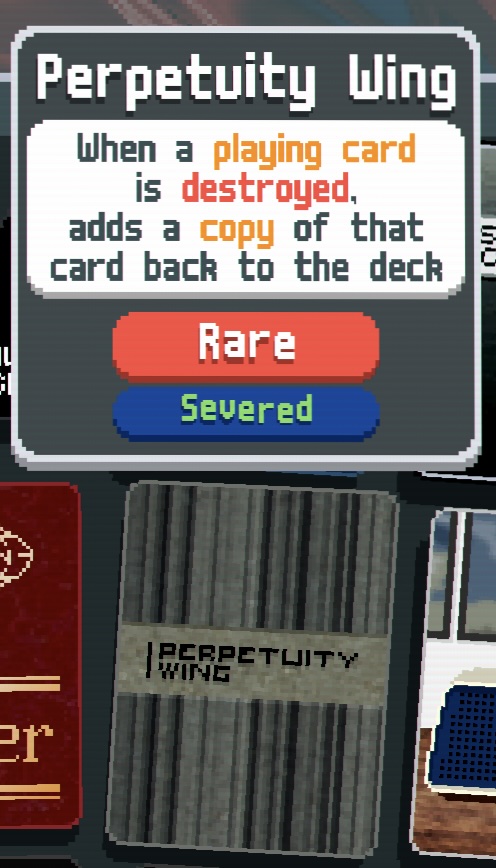 Perpetuity Wing
When a playing card
is destroyed,
adds a copy of that
card back to the deck
Rare
Severed
PERPETUITY
WING
er